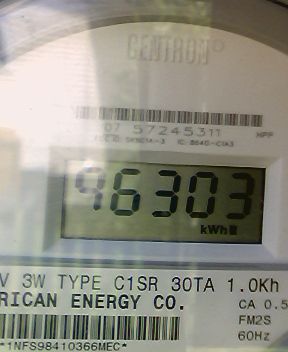 CENTRON
07 57245311 HPP
96303
kWh
V 3W TYPE C1SR 30TA 1.0Kh
RICAN ENERGY CO. CA 0.5
FM2S
*1NFS98410366MEC* 60Hz